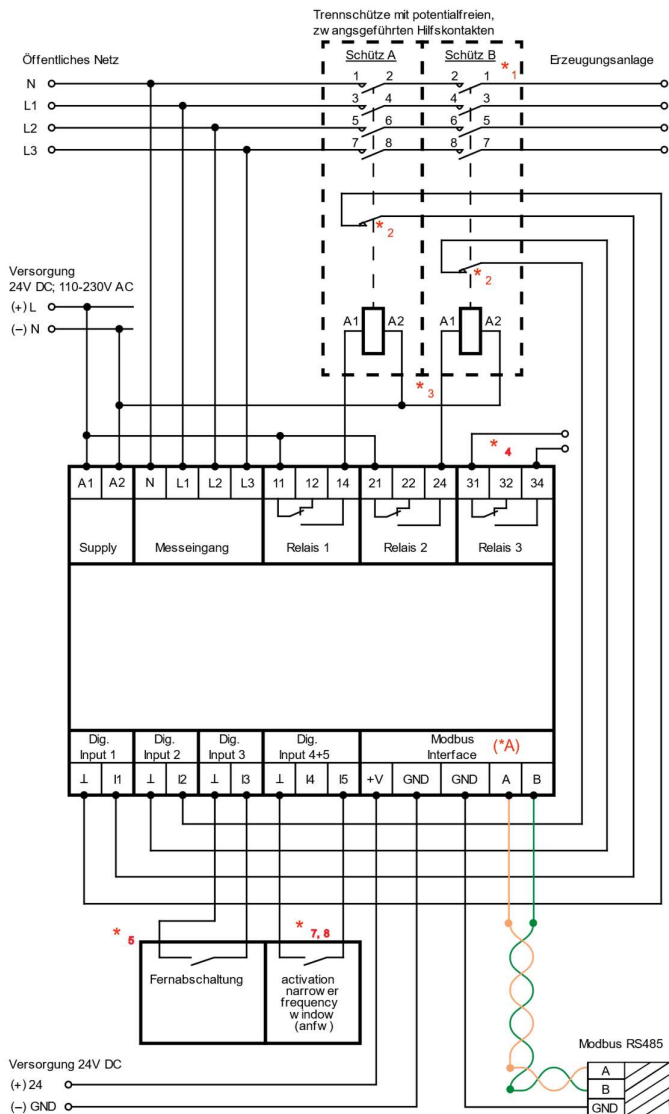 Trennschütze mit potentialfreien,
zwangsgeführten Hilfskontakten
Öffentliches Netz
Schütz A
Schütz B
Erzeugungsanlage
*1
N
1 2 2 1
L1
3 4 4 3
L2
5 6 6 5
L3
7 8 8 7
*2
*2
Versorgung
24V DC; 110-230V AC
(+) L
(−) N
A1 A2 A1 A2
*3
*4
A1 A2 N L1 L2 L3 11 12 14 21 22 24 31 32 34
Supply Messeingang Relais 1 Relais 2 Relais 3
Dig. Input 1
Dig. Input 2
Dig. Input 3
Dig. Input 4+5
Modbus Interface (*A)
⊥ I1 ⊥ I2 ⊥ I3 ⊥ I4 I5 +V GND GND A B
*5
*7, 8
Fernabschaltung
activation
narrower
frequency
window
(anfw)
Versorgung 24V DC
(+) 24
(−) GND
Modbus RS485
A
B
GND